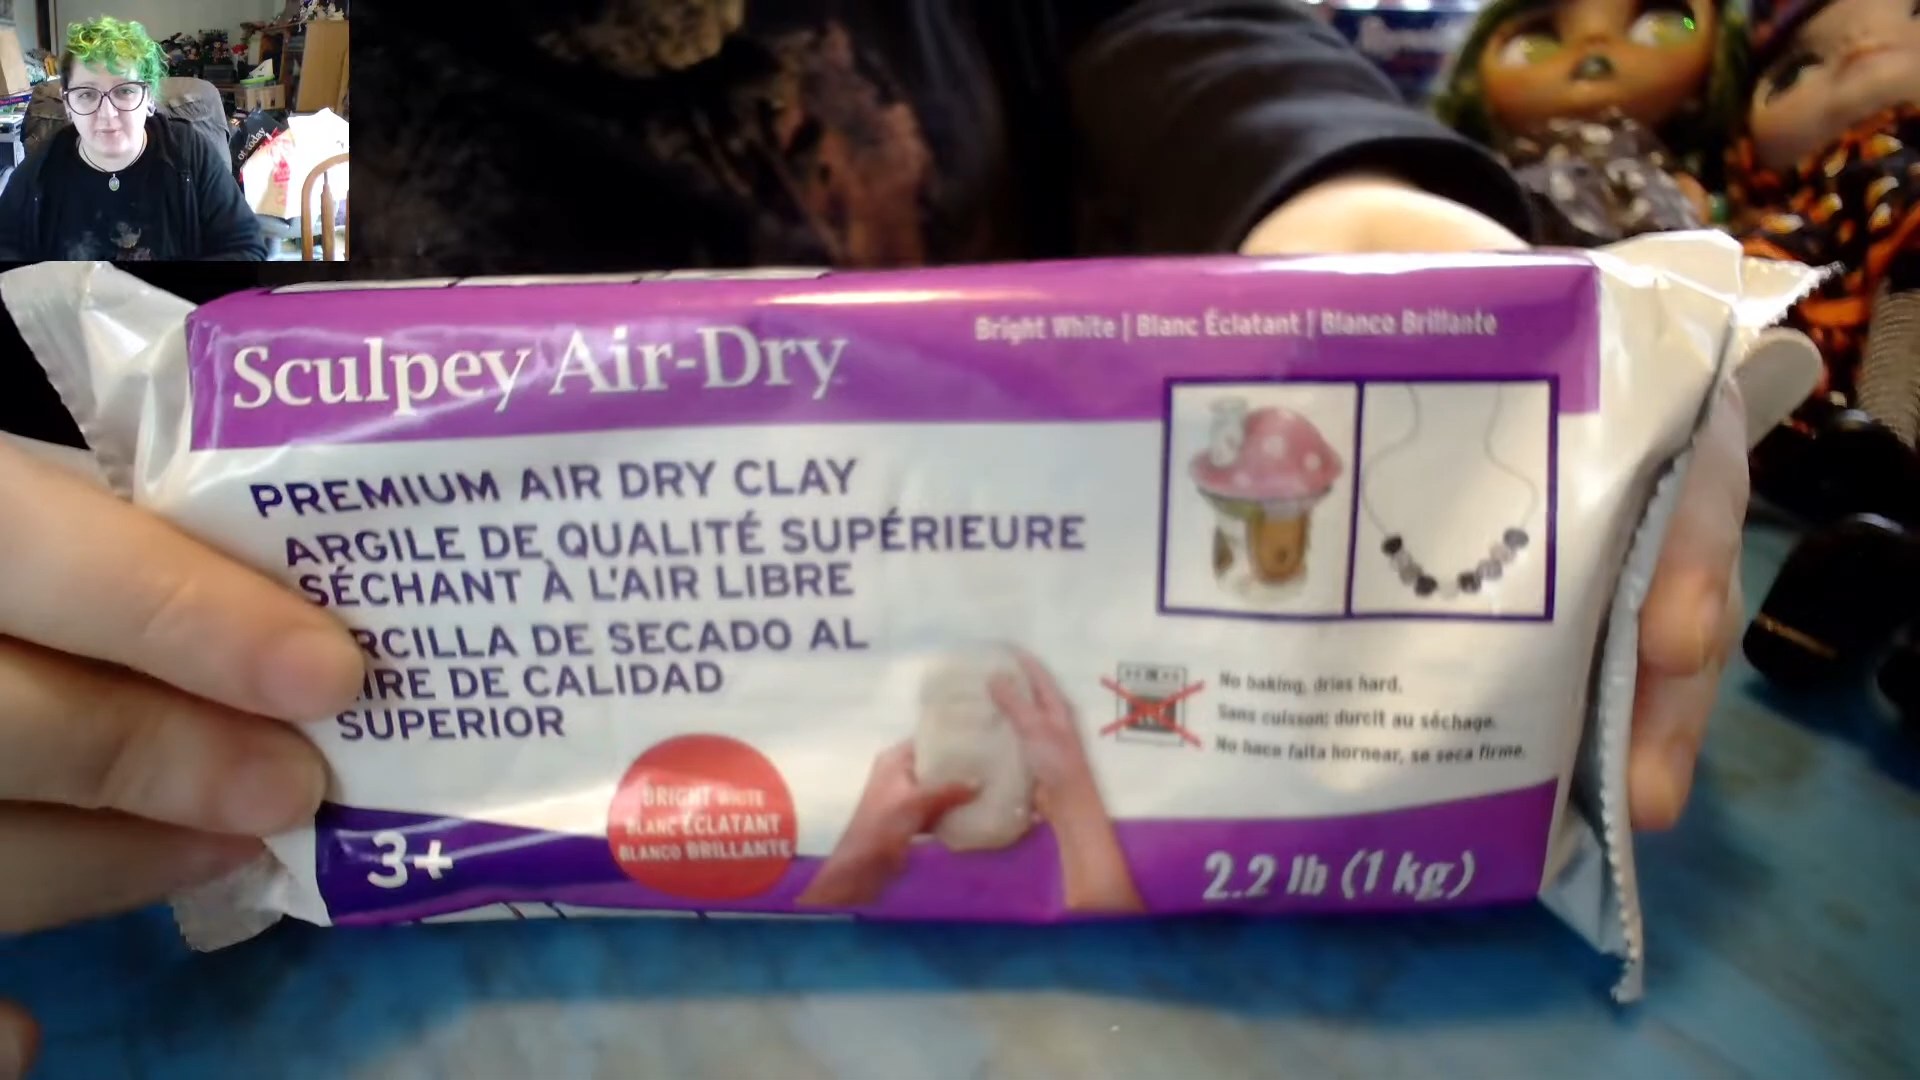 Sculpey Air-Dry
Bright White | Blanc Éclatant | Blanco Brillante
PREMIUM AIR DRY CLAY
ARGILE DE QUALITÉ SUPÉRIEURE
SÉCHANT À L'AIR LIBRE
RCILLA DE SECADO AL
IRE DE CALIDAD
SUPERIOR
No baking, dries hard.
Sans cuisson; durcit au séchage.
No hace falta hornear, se seca firme.
BRIGHT WHITE
BLANC ÉCLATANT
BLANCO BRILLANTE
3+
2.2 lb (1 kg)